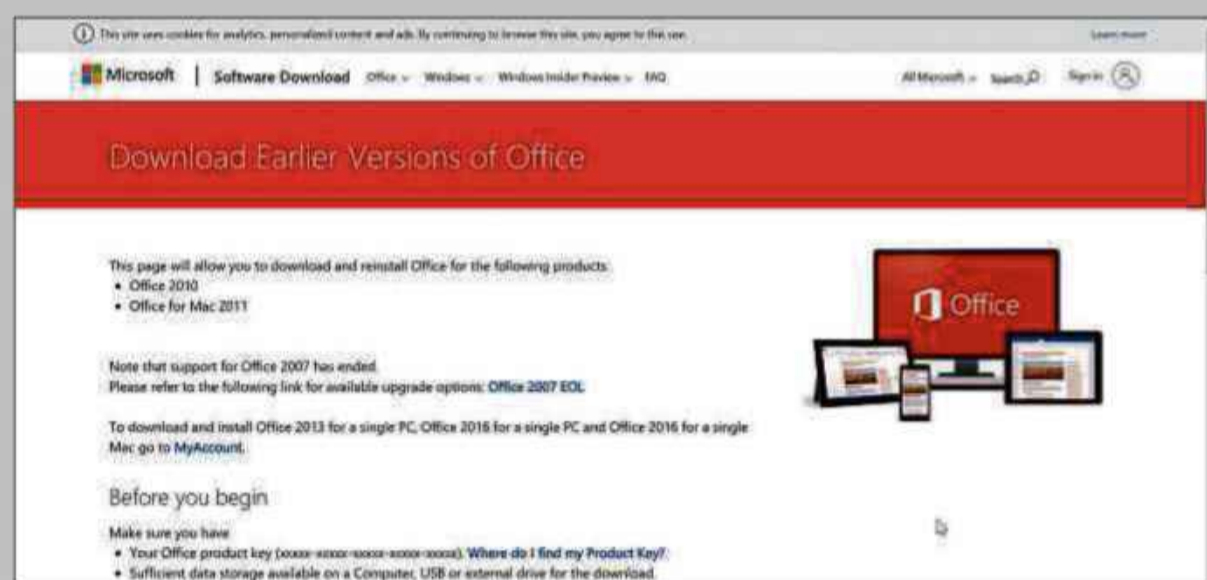 This site uses cookies for analytics, personalized content and ads. By continuing to browse this site, you agree to this use.
Learn more
Microsoft | Software Download Office Windows Windows Insider Preview FAQ
All Microsoft Search Sign in
Download Earlier Versions of Office
This page will allow you to download and reinstall Office for the following products:
• Office 2010
• Office for Mac 2011
Office
Note that support for Office 2007 has ended.
Please refer to the following link for available upgrade options: Office 2007 EOL
To download and install Office 2013 for a single PC, Office 2016 for a single PC and Office 2016 for a single
Mac go to MyAccount.
Before you begin
Make sure you have
• Your Office product key (xxxxx-xxxxx-xxxxx-xxxxx-xxxxx). Where do I find my Product Key?
• Sufficient data storage available on a Computer, USB or external drive for the download.